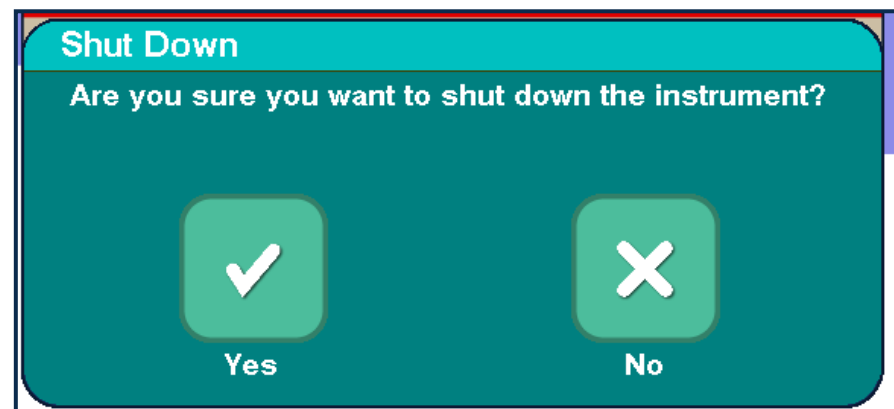 Shut Down
Are you sure you want to shut down the instrument?
Yes
No